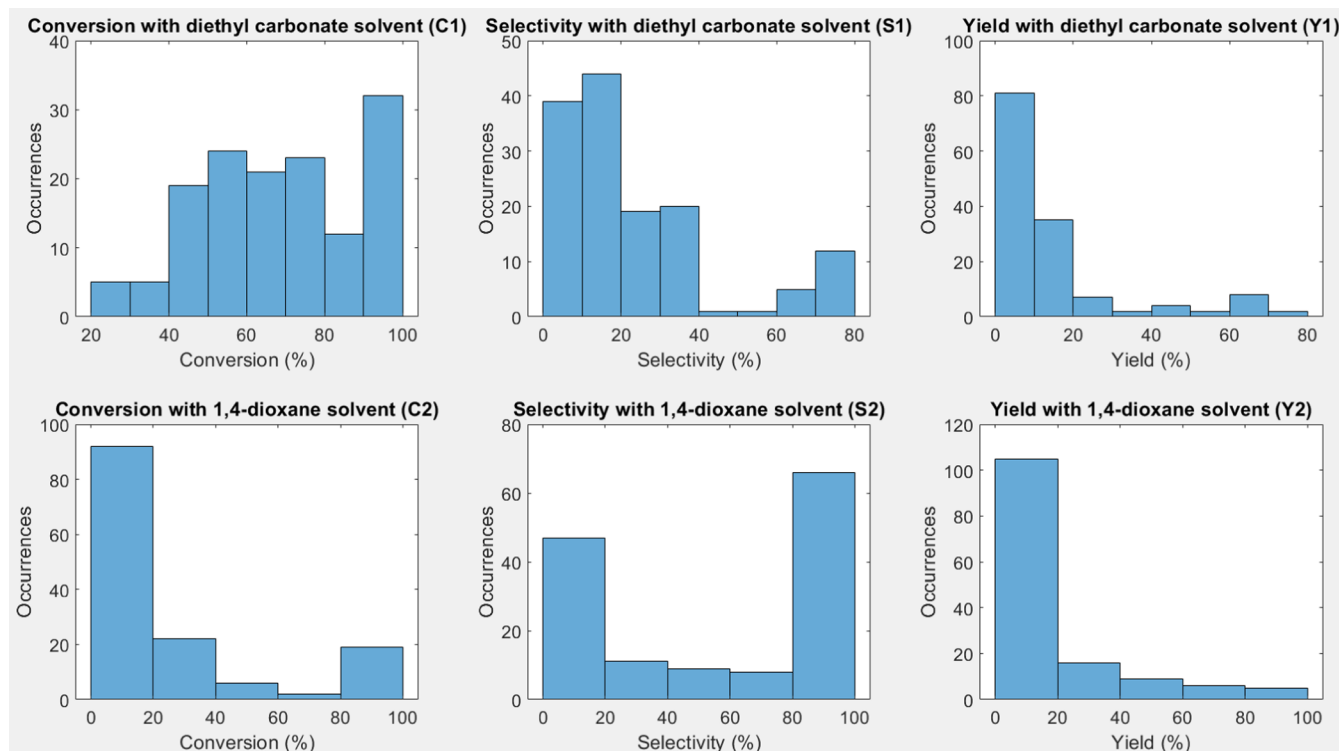 Conversion with diethyl carbonate solvent (C1)
40
30
20
10
0
Occurrences
20 40 60 80 100
Conversion (%)
Selectivity with diethyl carbonate solvent (S1)
50
40
30
20
10
0
Occurrences
0 20 40 60 80
Selectivity (%)
Yield with diethyl carbonate solvent (Y1)
100
80
60
40
20
0
Occurrences
0 20 40 60 80
Yield (%)
Conversion with 1,4-dioxane solvent (C2)
100
80
60
40
20
0
Occurrences
0 20 40 60 80 100
Conversion (%)
Selectivity with 1,4-dioxane solvent (S2)
80
60
40
20
0
Occurrences
0 20 40 60 80 100
Selectivity (%)
Yield with 1,4-dioxane solvent (Y2)
120
100
80
60
40
20
0
Occurrences
0 20 40 60 80 100
Yield (%)